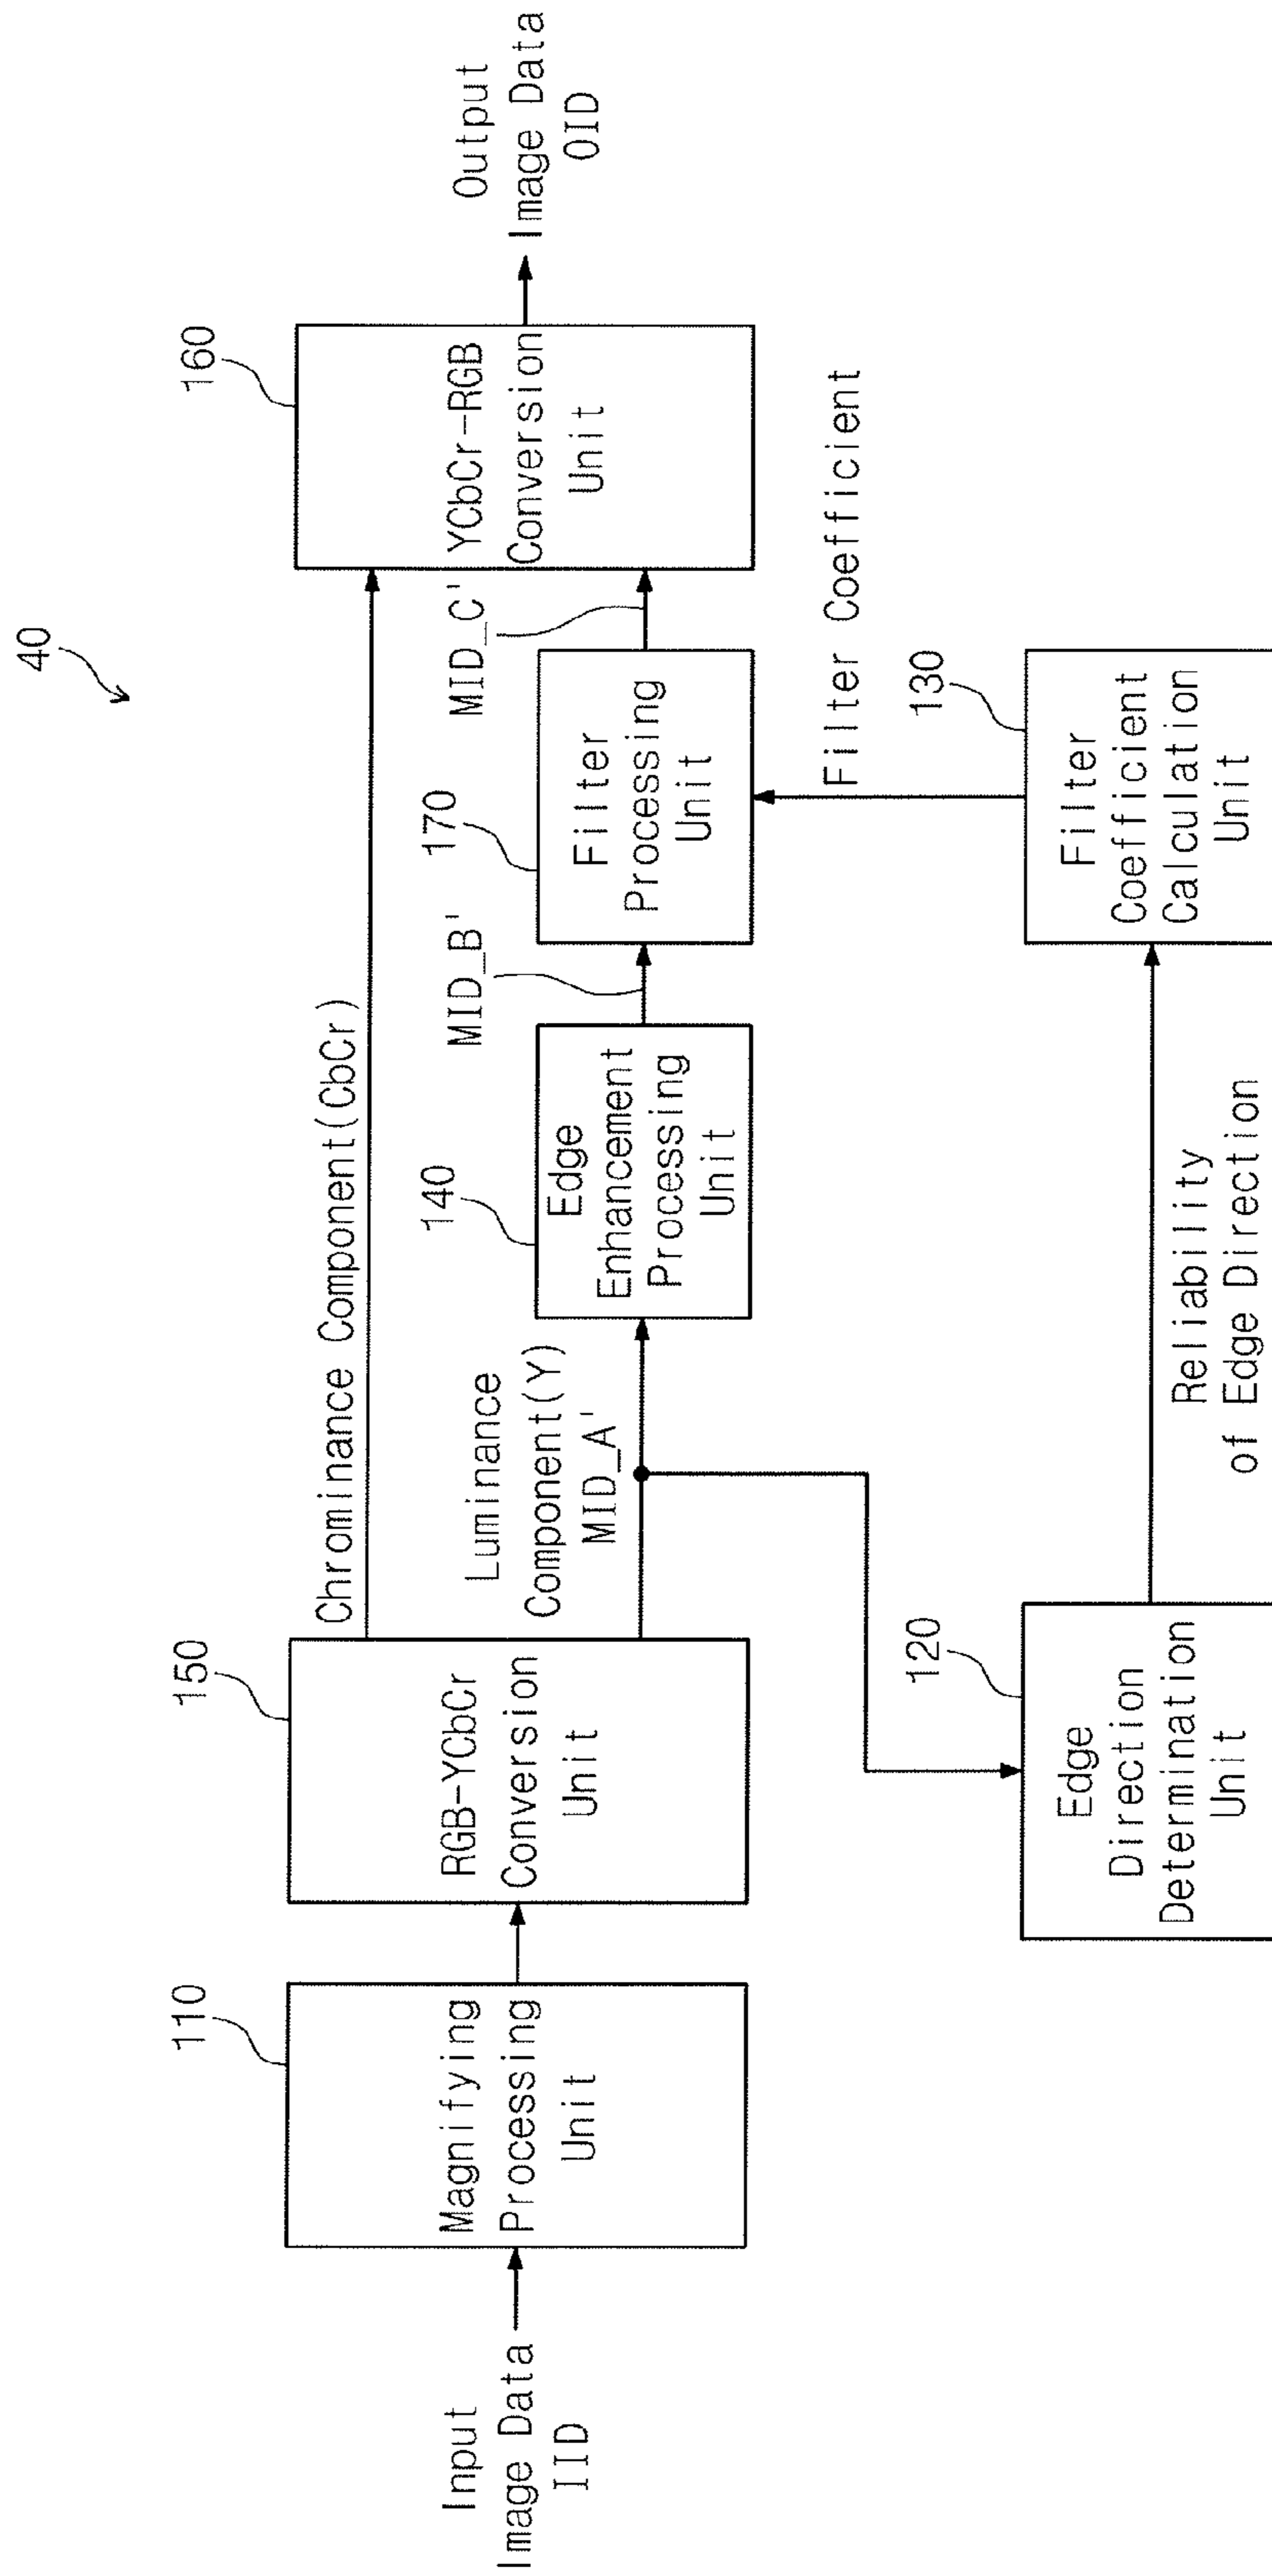 40
Input
Image Data
IID
110
Magnifying
Processing
Unit
150
RGB-YCbCr
Conversion
Unit
Chrominance Component(CbCr)
Luminance
Component(Y)
MID_A'
140
Edge
Enhancement
Processing
Unit
MID_B'
170
Filter
Processing
Unit
MID_C'
160
YCbCr-RGB
Conversion
Unit
Output
Image Data
OID
120
Edge
Direction
Determination
Unit
Reliability
of Edge Direction
130
Filter
Coefficient
Calculation
Unit
Filter Coefficient